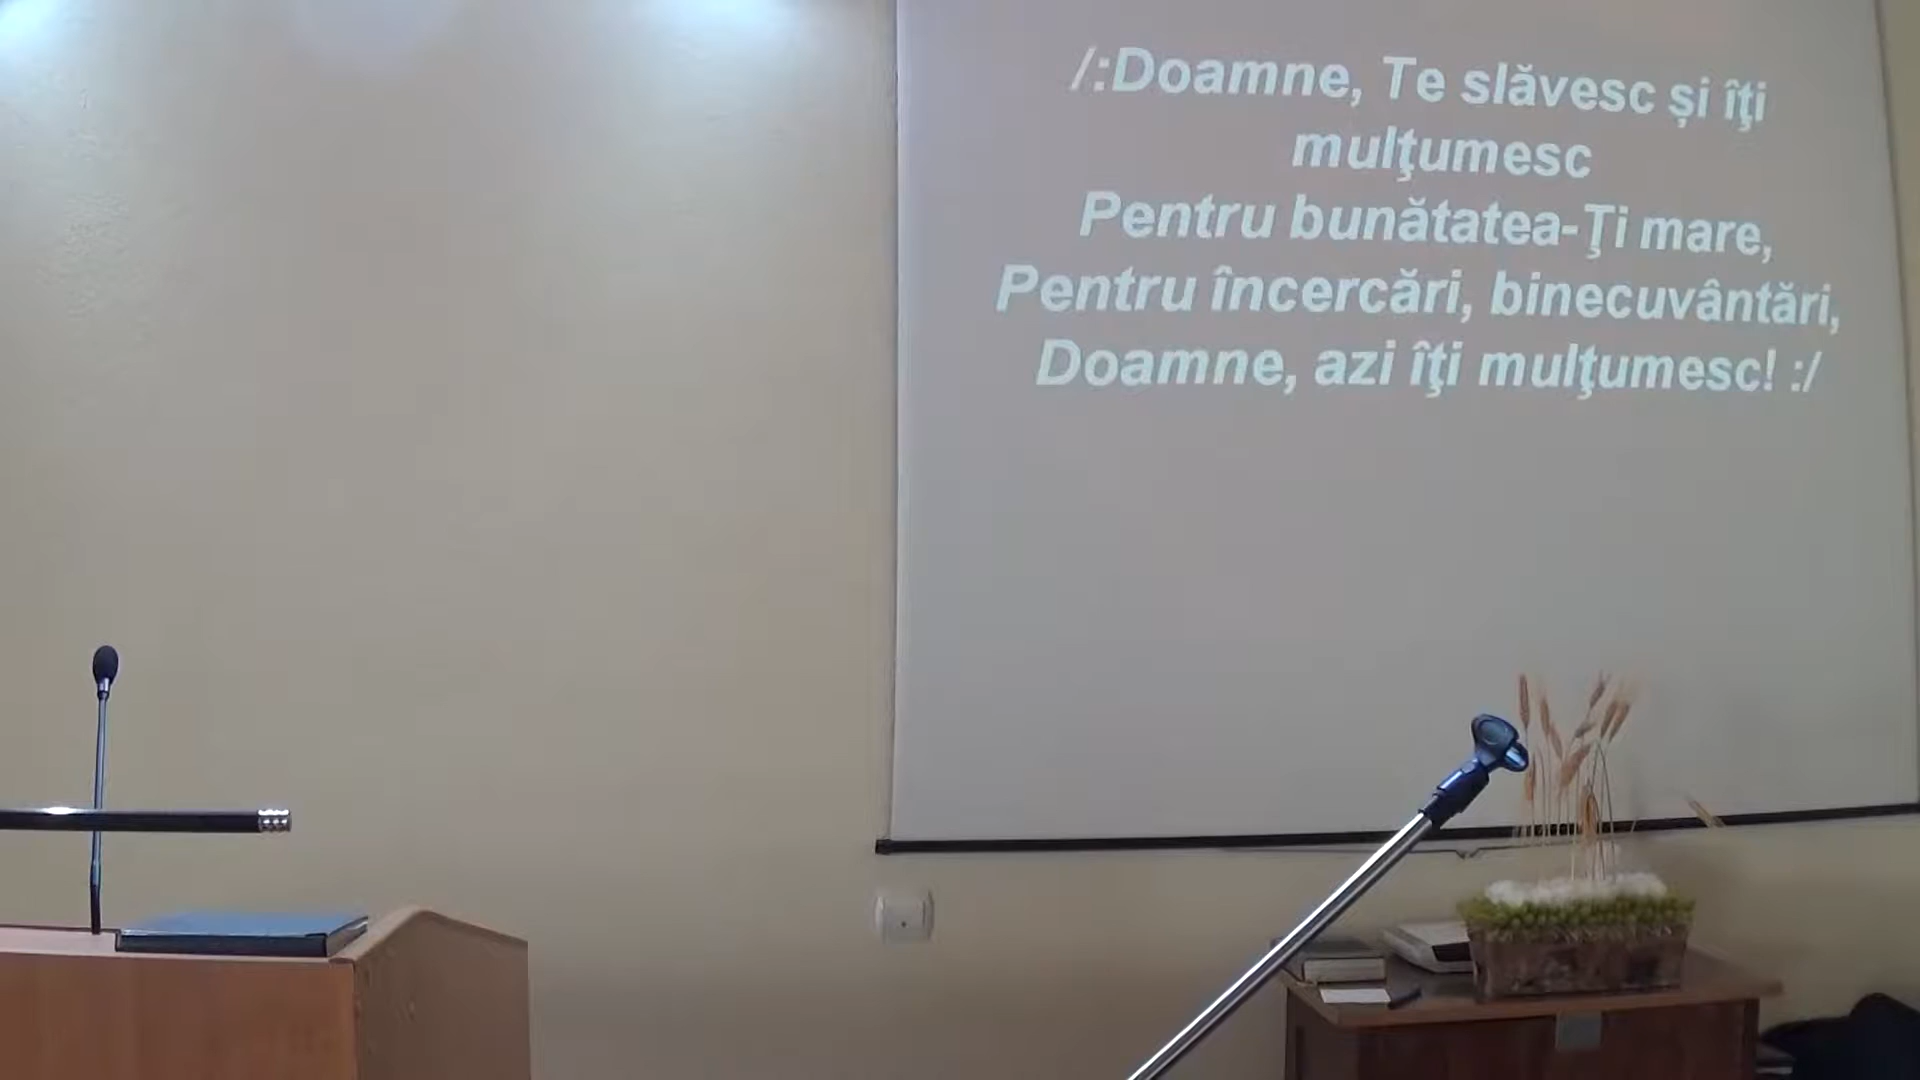 /:Doamne, Te slăvesc și îţi
mulţumesc
Pentru bunătatea-Ţi mare,
Pentru încercări, binecuvântări,
Doamne, azi îţi mulţumesc! :/